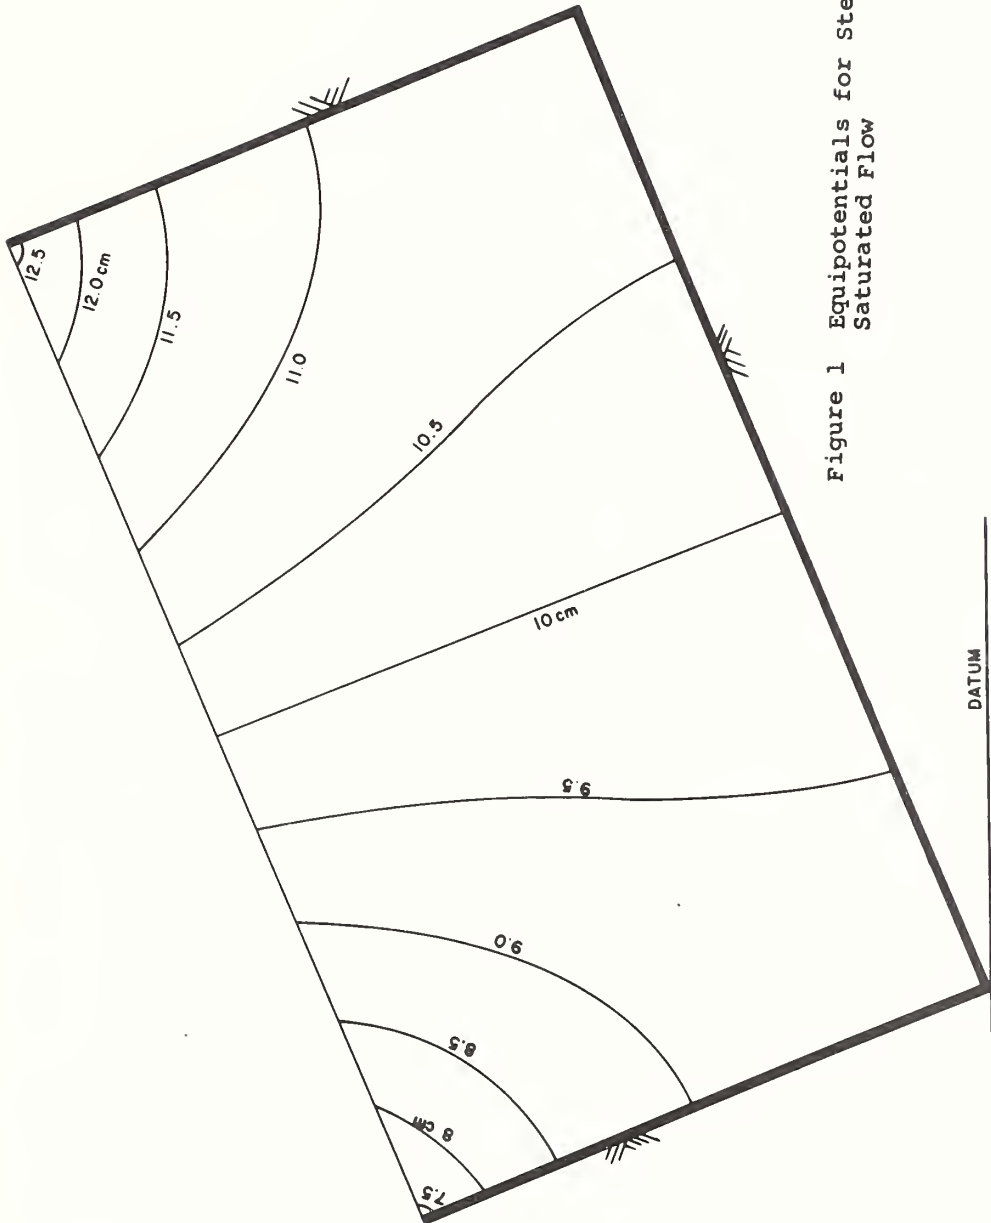 12.5
12.0 cm
11.5
11.0
10.5
10 cm
9.5
9.0
8.5
8 cm
7.5
DATUM
Figure 1 Equipotentials for Ste
Saturated Flow